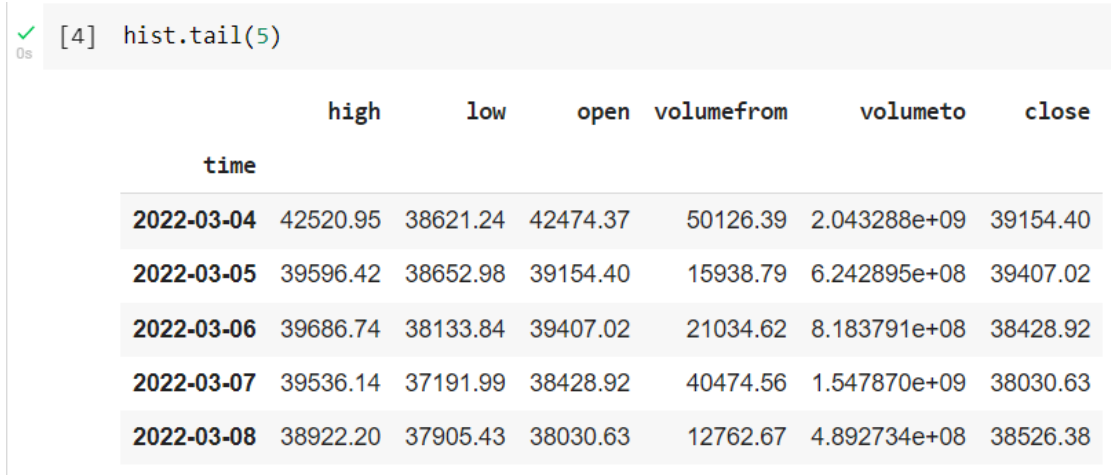 [4] hist.tail(5)
0s
high low open volumefrom volumeto close
time
2022-03-04 42520.95 38621.24 42474.37 50126.39 2.043288e+09 39154.40
2022-03-05 39596.42 38652.98 39154.40 15938.79 6.242895e+08 39407.02
2022-03-06 39686.74 38133.84 39407.02 21034.62 8.183791e+08 38428.92
2022-03-07 39536.14 37191.99 38428.92 40474.56 1.547870e+09 38030.63
2022-03-08 38922.20 37905.43 38030.63 12762.67 4.892734e+08 38526.38